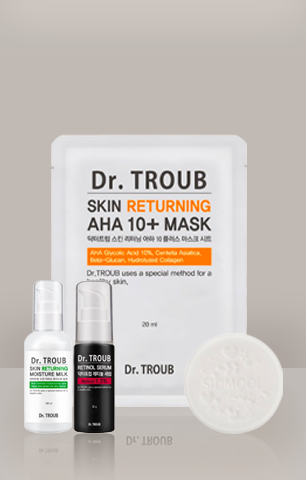 Dr. TROUB
SKIN RETURNING
AHA 10+ MASK
닥터트럽 스킨 리터닝 아하 10 플러스 마스크 시트
AHA Glycolic Acid 10%, Centella Asiatica,
Beta-Glucan, Hydrolyzed Collagen
Dr,TROUB uses a special method for a
healthy skin,
20 ml
Dr. TROUB
Dr. TROUB
SKIN RETURNING
MOISTURE MILK
Dr. TROUB
Dr. TROUB
RETINOL SERUM
Dr. TROUB